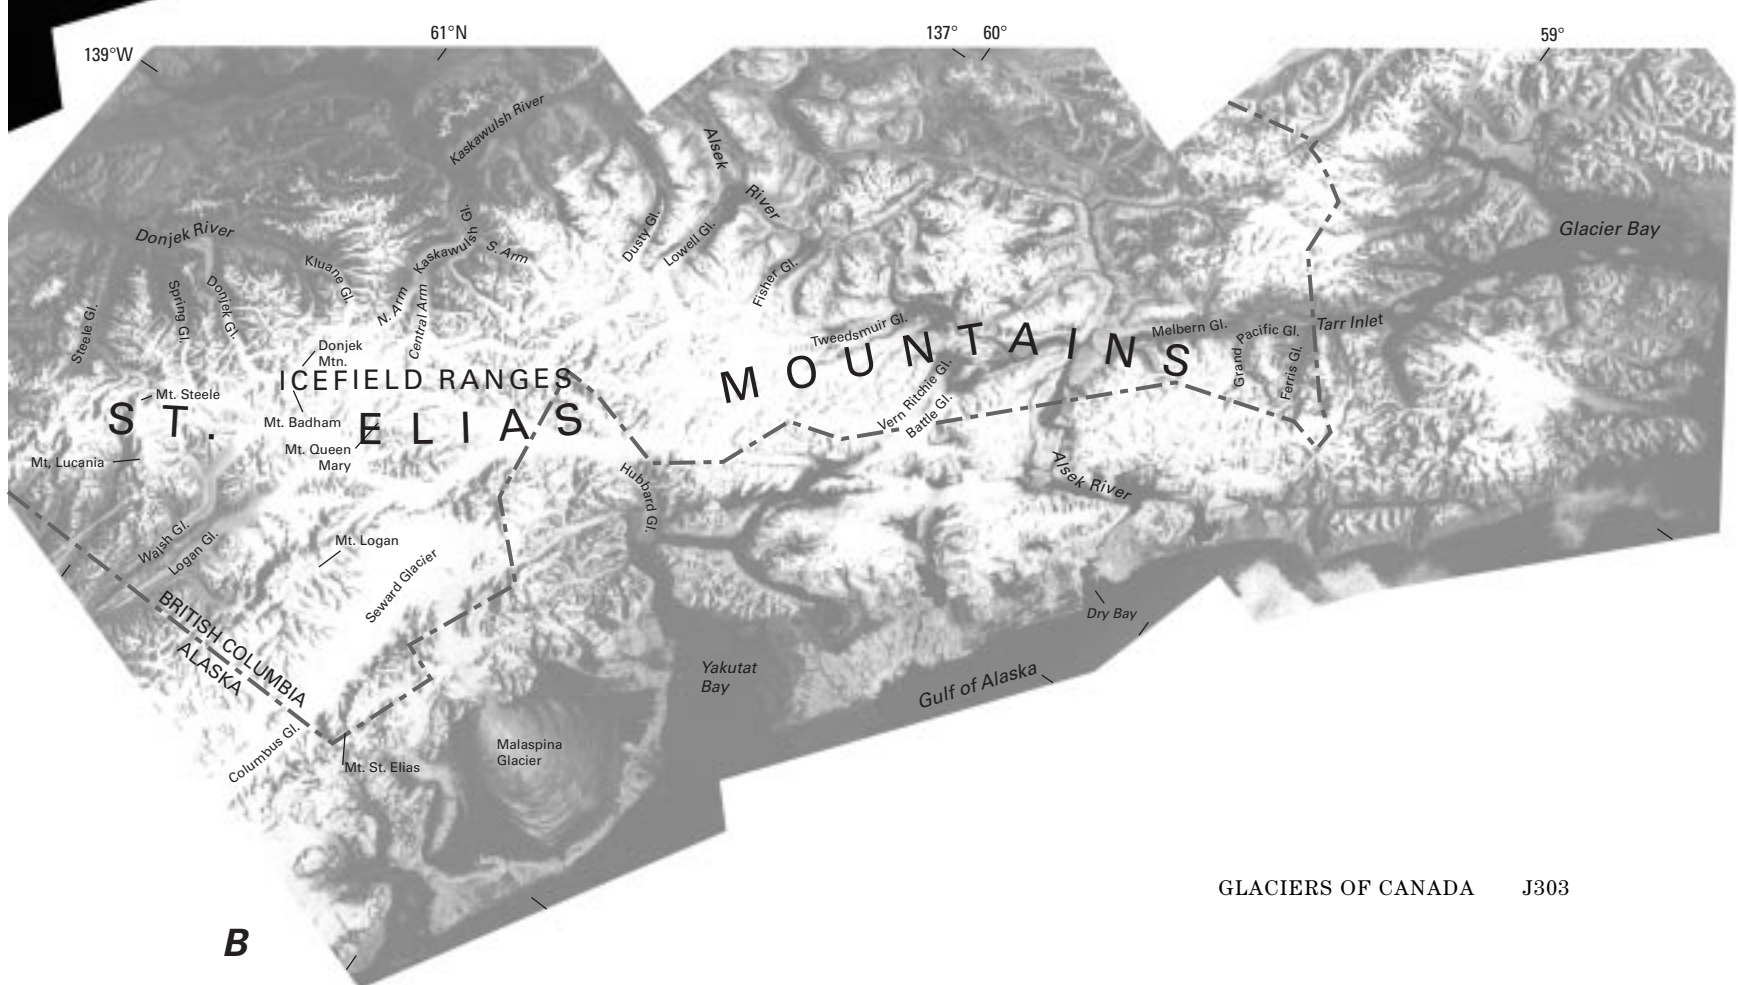 139°W
61°N
137°
60°
59°
Kaskawulsh River
Alsek
River
Donjek River
Kluane Gl.
Kaskawulsh Gl.
S. Arm
N. Arm
Central Arm
Dusty Gl.
Lowell Gl.
Fisher Gl.
Glacier Bay
Steele Gl.
Spring Gl.
Donjek Gl.
Tweedsmuir Gl.
Melbern Gl.
Grand
Pacific Gl.
Ferris Gl.
Tarr Inlet
Donjek
Mtn.
ICEFIELD RANGES
Mt. Steele
Mt. Badham
ST. ELIAS MOUNTAINS
Mt. Queen
Mary
Mt, Lucania
Vern Ritchie Gl.
Battle Gl.
Hubbard Gl.
Alsek River
Walsh Gl.
Logan Gl.
Mt. Logan
Seward Glacier
BRITISH COLUMBIA
ALASKA
Dry Bay
Yakutat
Bay
Gulf of Alaska
Columbus Gl.
Mt. St. Elias
Malaspina
Glacier
GLACIERS OF CANADA J303
B